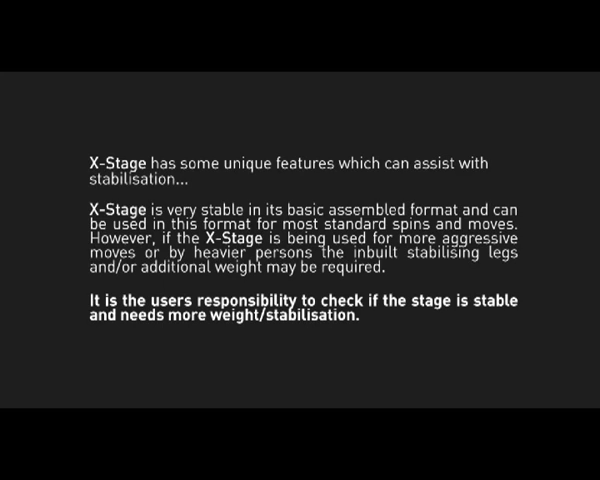 X-Stage has some unique features which can assist with
stabilisation...
X-Stage is very stable in its basic assembled format and can
be used in this format for most standard spins and moves.
However, if the X-Stage is being used for more aggressive
moves or by heavier persons the inbuilt stabilising legs
and/or additional weight may be required.
It is the users responsibility to check if the stage is stable
and needs more weight/stabilisation.